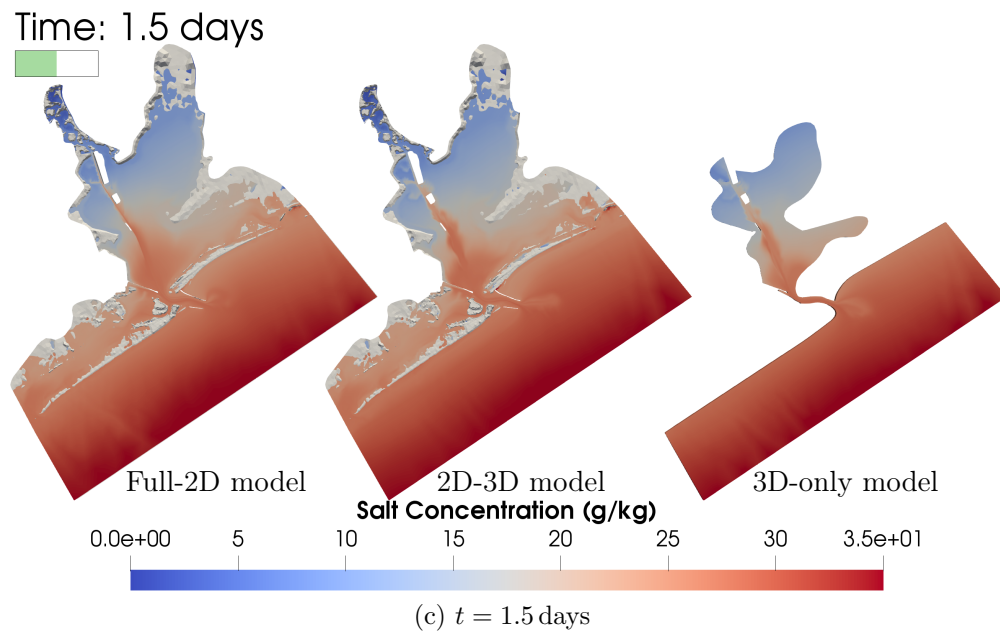 Time: 1.5 days
Full-2D model
2D-3D model
3D-only model
Salt Concentration (g/kg)
0.0e+00 5 10 15 20 25 30 3.5e+01
(c) t = 1.5 days